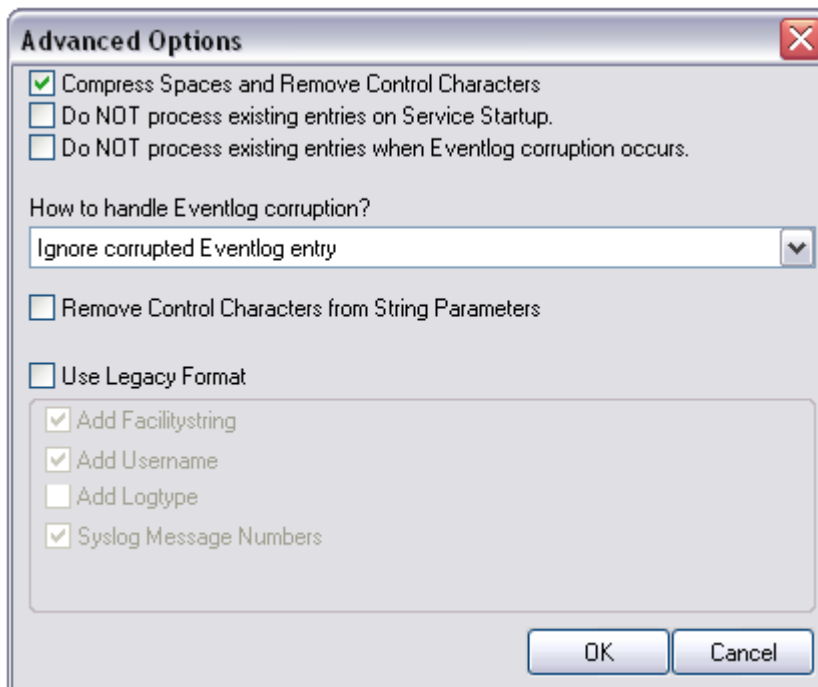 Advanced Options
Compress Spaces and Remove Control Characters
Do NOT process existing entries on Service Startup.
Do NOT process existing entries when Eventlog corruption occurs.
How to handle Eventlog corruption?
Ignore corrupted Eventlog entry
Remove Control Characters from String Parameters
Use Legacy Format
Add Facilitystring
Add Username
Add Logtype
Syslog Message Numbers
OK Cancel